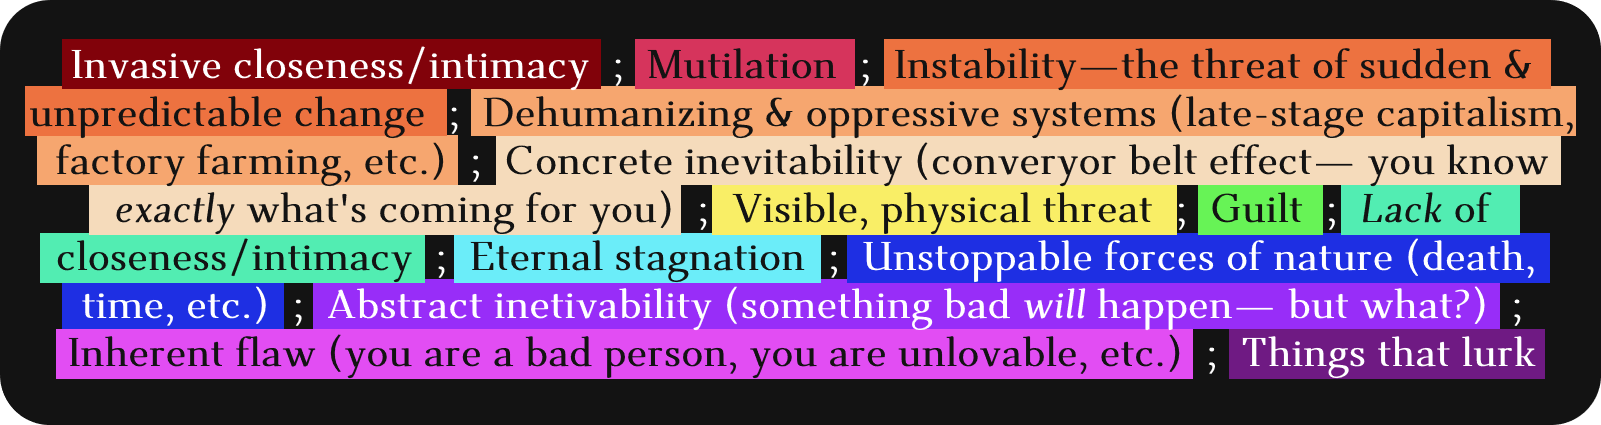 Invasive closeness/intimacy ; Mutilation ; Instability—the threat of sudden &
unpredictable change ; Dehumanizing & oppressive systems (late-stage capitalism,
factory farming, etc.) ; Concrete inevitability (converyor belt effect— you know
exactly what's coming for you) ; Visible, physical threat ; Guilt ; Lack of
closeness/intimacy ; Eternal stagnation ; Unstoppable forces of nature (death,
time, etc.) ; Abstract inetivability (something bad will happen— but what?) ;
Inherent flaw (you are a bad person, you are unlovable, etc.) ; Things that lurk